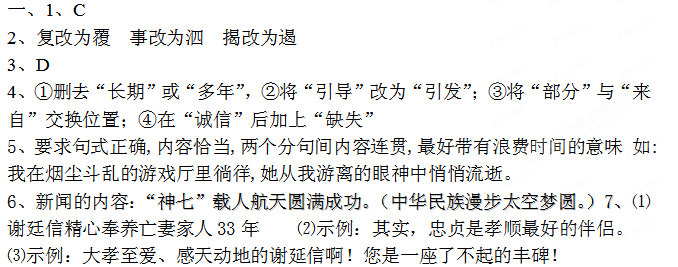 一、1、C
2、复改为覆　事改为泗　揭改为遏
3、D
4、①删去“长期”或“多年”，②将“引导”改为“引发”；③将“部分”与“来
自”交换位置；④在“诚信”后加上“缺失”
5、要求句式正确,内容恰当,两个分句间内容连贯,最好带有浪费时间的意味 如:
我在烟尘斗乱的游戏厅里徜徉,她从我游离的眼神中悄悄流逝。
6、新闻的内容：“神七”载人航天圆满成功。（中华民族漫步太空梦圆。）7、⑴
谢廷信精心奉养亡妻家人33 年　　⑵示例：其实，忠贞是孝顺最好的伴侣。
⑶示例：大孝至爱、感天动地的谢延信啊！您是一座了不起的丰碑！